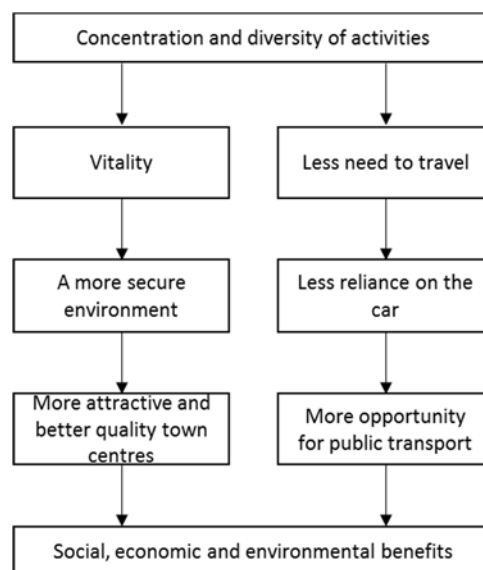 Concentration and diversity of activities
Vitality
Less need to travel
A more secure
environment
Less reliance on the
car
More attractive and
better quality town
centres
More opportunity
for public transport
Social, economic and environmental benefits